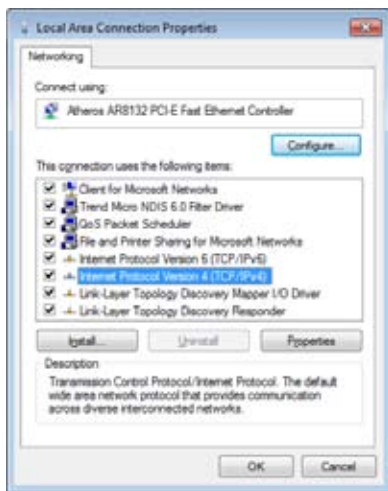 Local Area Connection Properties
Networking
Connect using:
Atheros AR8132 PCI-E Fast Ethernet Controller
Configure...
This connection uses the following items:
Client for Microsoft Networks
Trend Micro NDIS 6.0 Filter Driver
QoS Packet Scheduler
File and Printer Sharing for Microsoft Networks
Internet Protocol Version 6 (TCP/IPv6)
Internet Protocol Version 4 (TCP/IPv4)
Link-Layer Topology Discovery Mapper I/O Driver
Link-Layer Topology Discovery Responder
Install...
Uninstall
Properties
Description
Transmission Control Protocol/Internet Protocol. The default
wide area network protocol that provides communication
across diverse interconnected networks.
OK
Cancel